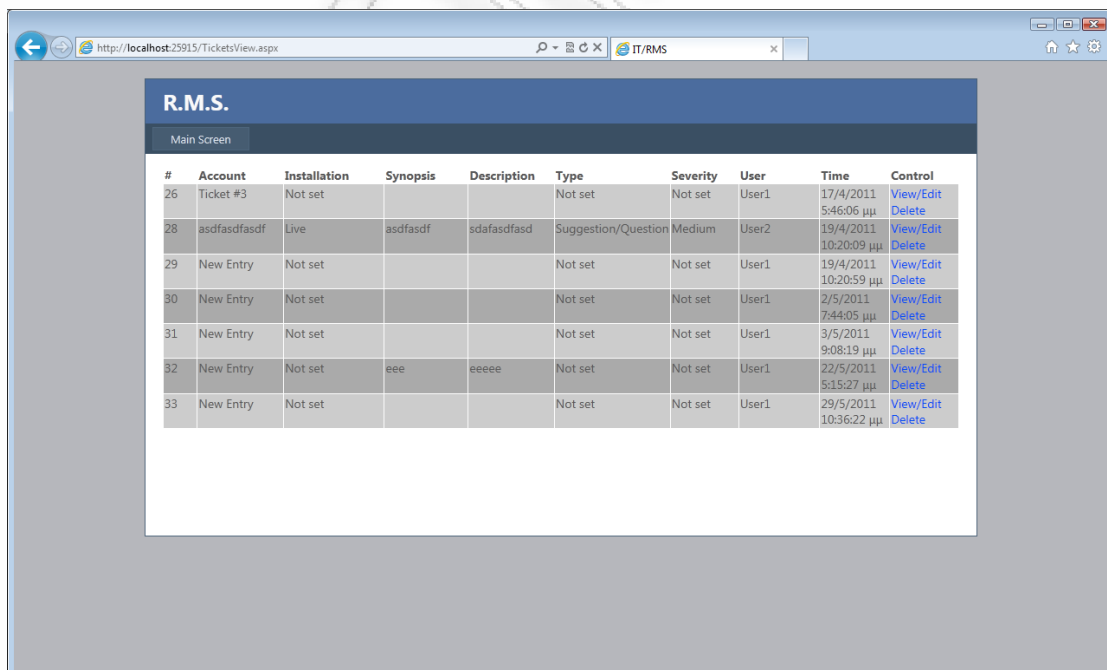 http://localhost:25915/TicketsView.aspx
IT/RMS
R.M.S.
Main Screen
# Account Installation Synopsis Description Type Severity User Time Control
26 Ticket #3 Not set Not set Not set User1 17/4/2011 View/Edit
5:46:06 μμ Delete
28 asdfasdfasdf Live asdfasdf sdafasdfasd Suggestion/Question Medium User2 19/4/2011 View/Edit
10:20:09 μμ Delete
29 New Entry Not set Not set Not set User1 19/4/2011 View/Edit
10:20:59 μμ Delete
30 New Entry Not set Not set Not set User1 2/5/2011 View/Edit
7:44:05 μμ Delete
31 New Entry Not set Not set Not set User1 3/5/2011 View/Edit
9:08:19 μμ Delete
32 New Entry Not set eee eeeee Not set Not set User1 22/5/2011 View/Edit
5:15:27 μμ Delete
33 New Entry Not set Not set Not set User1 29/5/2011 View/Edit
10:36:22 μμ Delete